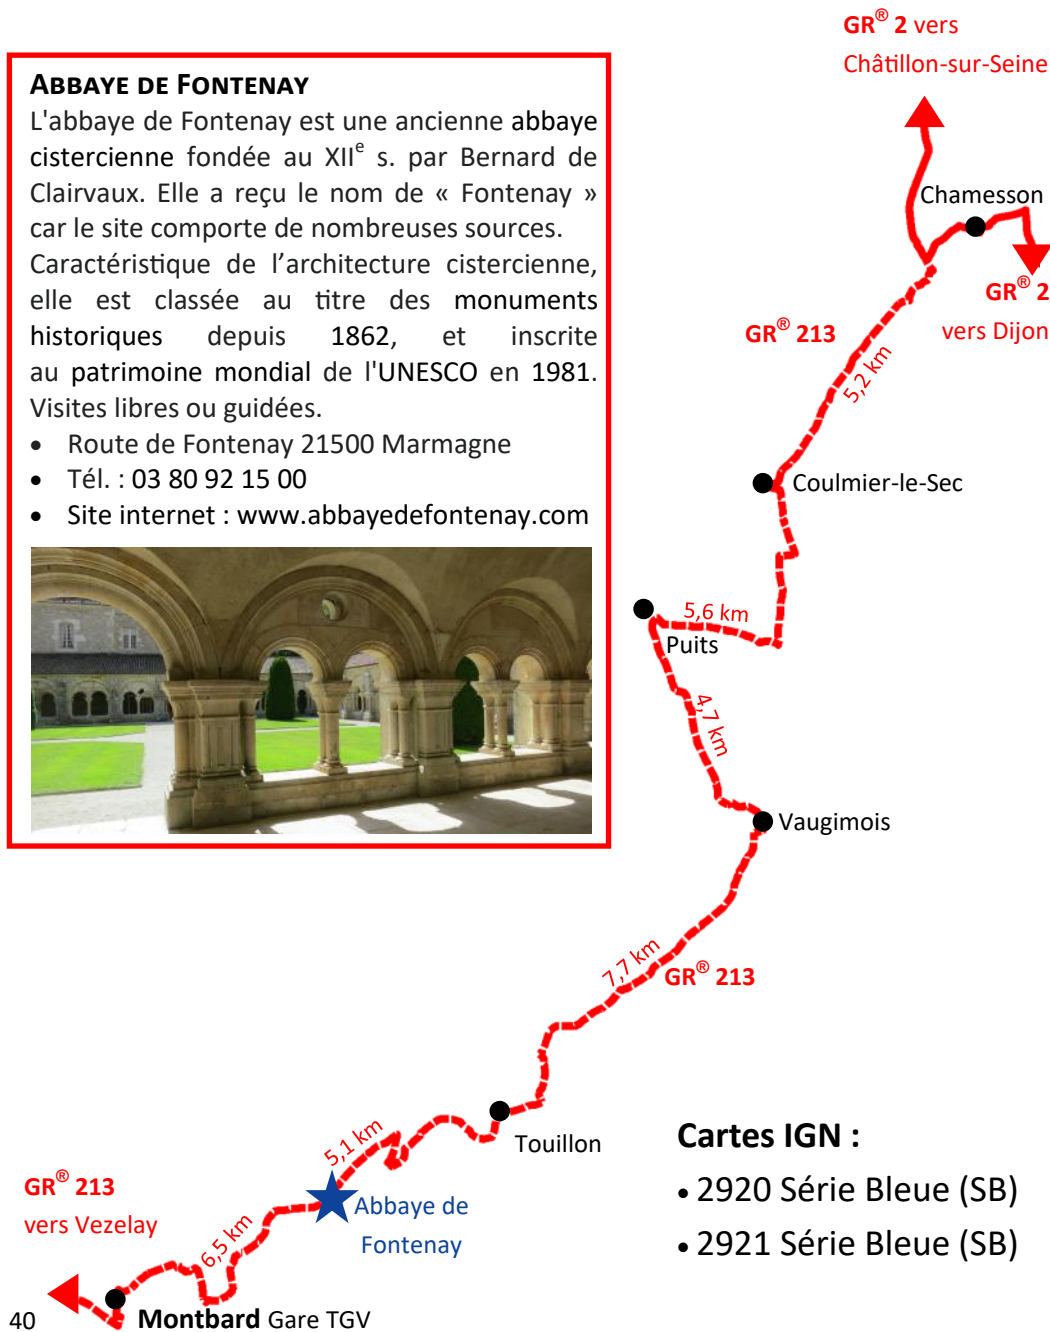 GR® 2 vers
Châtillon-sur-Seine
ABBAYE DE FONTENAY
L'abbaye de Fontenay est une ancienne abbaye
cistercienne fondée au XIIe s. par Bernard de
Clairvaux. Elle a reçu le nom de « Fontenay »
car le site comporte de nombreuses sources.
Caractéristique de l’architecture cistercienne,
elle est classée au titre des monuments
historiques depuis 1862, et inscrite
au patrimoine mondial de l'UNESCO en 1981.
Visites libres ou guidées.
• Route de Fontenay 21500 Marmagne
• Tél. : 03 80 92 15 00
• Site internet : www.abbayedefontenay.com
Chamesson
GR® 2
vers Dijon
GR® 213
5,2 km
Coulmier-le-Sec
5,6 km
Puits
4,7 km
Vaugimois
7,7 km
GR® 213
Touillon
5,1 km
Abbaye de
Fontenay
6,5 km
GR® 213
vers Vezelay
Montbard Gare TGV
Cartes IGN :
• 2920 Série Bleue (SB)
• 2921 Série Bleue (SB)
40